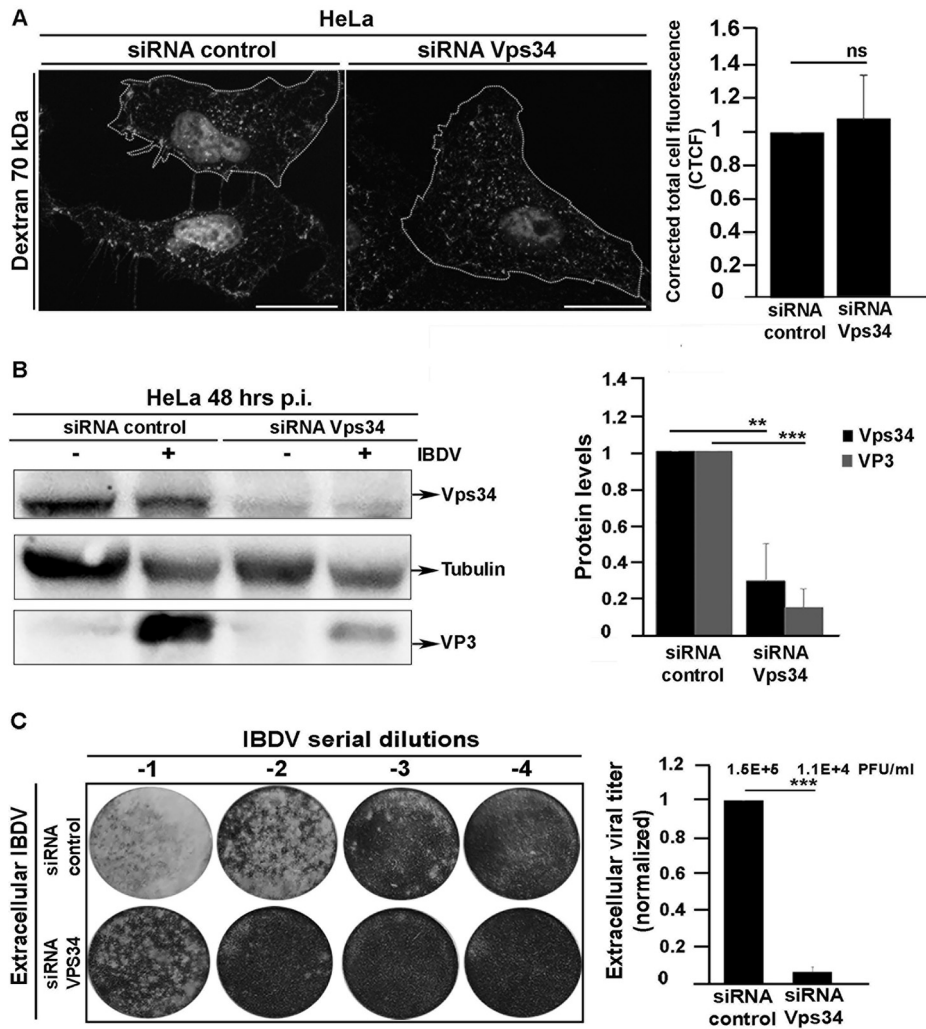 A
HeLa
siRNA control
siRNA Vps34
Dextran 70 kDa
Corrected total cell fluorescence
(CTCF)
1.6
1.4
1.2
1
0.8
0.6
0.4
0.2
0
ns
siRNA
control
siRNA
Vps34
B
HeLa 48 hrs p.i.
siRNA control
siRNA Vps34
- + - + IBDV
Vps34
Tubulin
VP3
Protein levels
1.4
1.2
1
0.8
0.6
0.4
0.2
0
**
***
Vps34
VP3
siRNA
control
siRNA
Vps34
C
IBDV serial dilutions
-1 -2 -3 -4
Extracellular IBDV
siRNA
control
siRNA
VPS34
Extracellular viral titer
(normalized)
1.2
1
0.8
0.6
0.4
0.2
0
1.5E+5 1.1E+4 PFU/ml
***
siRNA
control
siRNA
Vps34